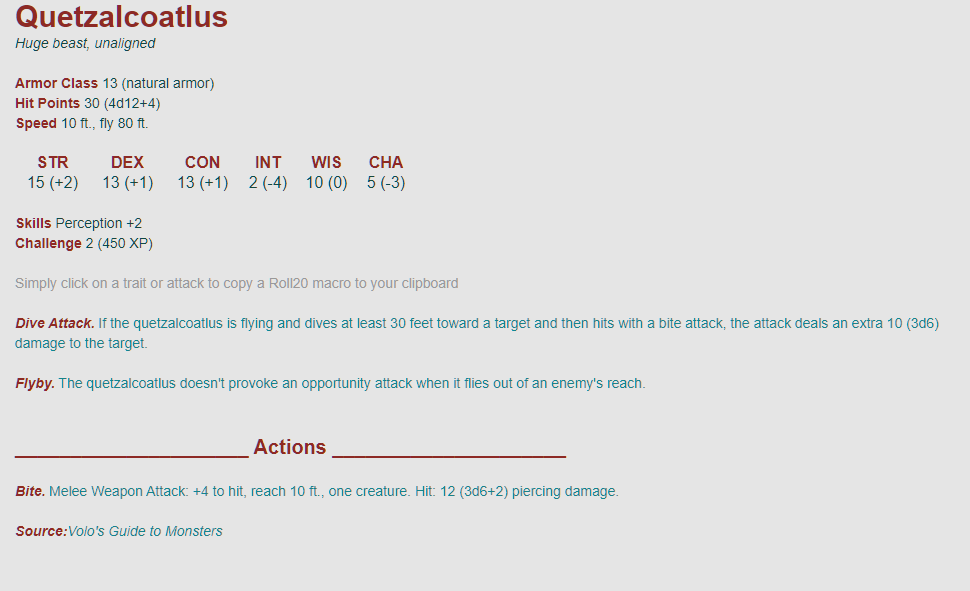 Quetzalcoatlus
Huge beast, unaligned
Armor Class 13 (natural armor)
Hit Points 30 (4d12+4)
Speed 10 ft., fly 80 ft.
STR DEX CON INT WIS CHA
15 (+2) 13 (+1) 13 (+1) 2 (-4) 10 (0) 5 (-3)
Skills Perception +2
Challenge 2 (450 XP)
Simply click on a trait or attack to copy a Roll20 macro to your clipboard
Dive Attack. If the quetzalcoatlus is flying and dives at least 30 feet toward a target and then hits with a bite attack, the attack deals an extra 10 (3d6)
damage to the target.
Flyby. The quetzalcoatlus doesn't provoke an opportunity attack when it flies out of an enemy's reach.
_____________________ Actions _____________________
Bite. Melee Weapon Attack: +4 to hit, reach 10 ft., one creature. Hit: 12 (3d6+2) piercing damage.
Source:Volo's Guide to Monsters